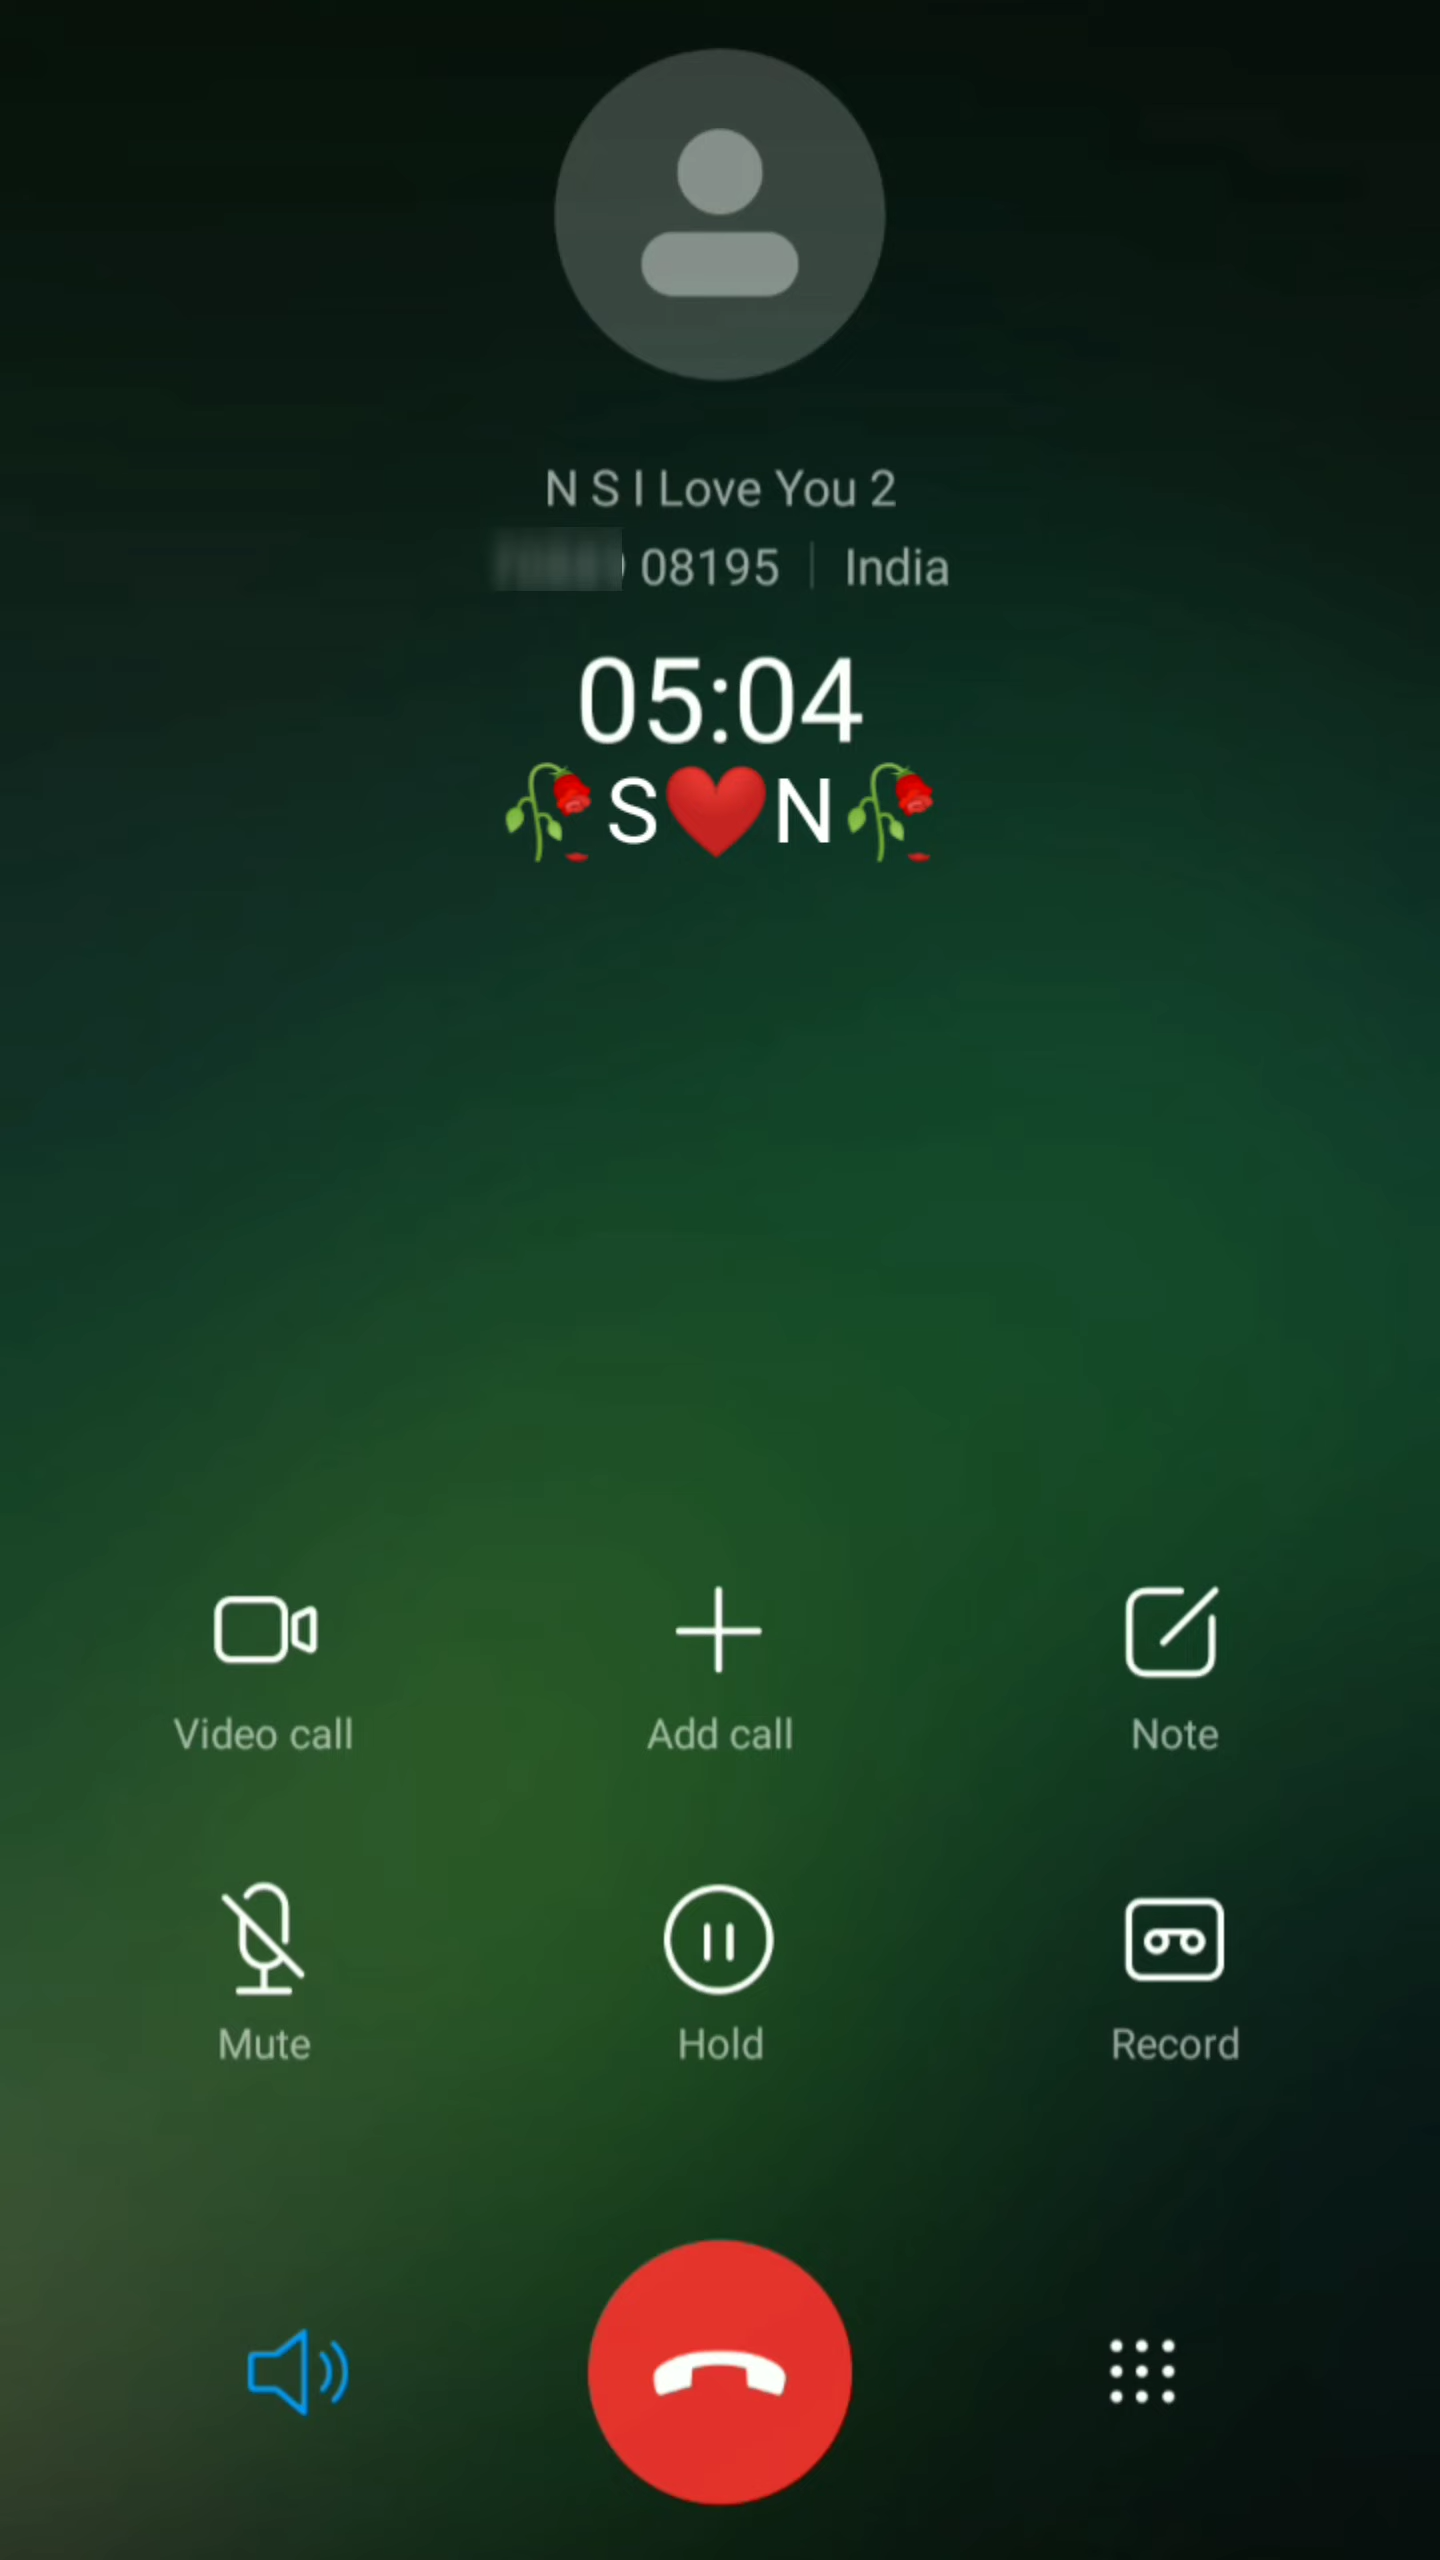 N S I Love You 2
08195 | India
05:04
🥀S❤️N🥀
Video call Add call Note
Mute Hold Record